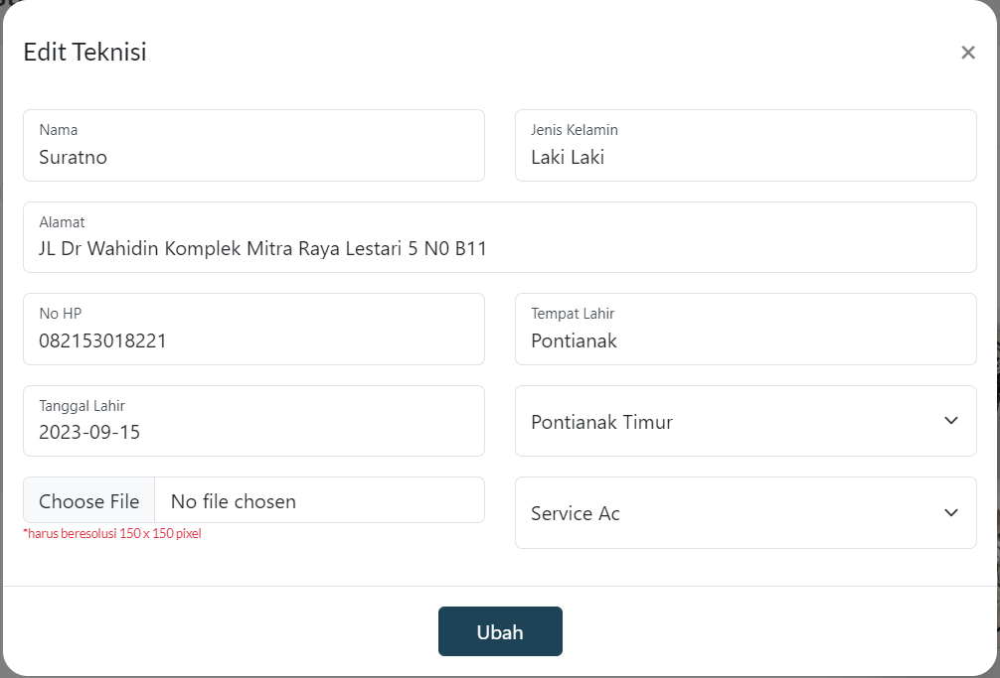 Edit Teknisi
×
Nama
Suratno
Jenis Kelamin
Laki Laki
Alamat
JL Dr Wahidin Komplek Mitra Raya Lestari 5 N0 B11
No HP
082153018221
Tempat Lahir
Pontianak
Tanggal Lahir
2023-09-15
Pontianak Timur
Choose File No file chosen
*harus beresolusi 150 x 150 pixel
Service Ac
Ubah